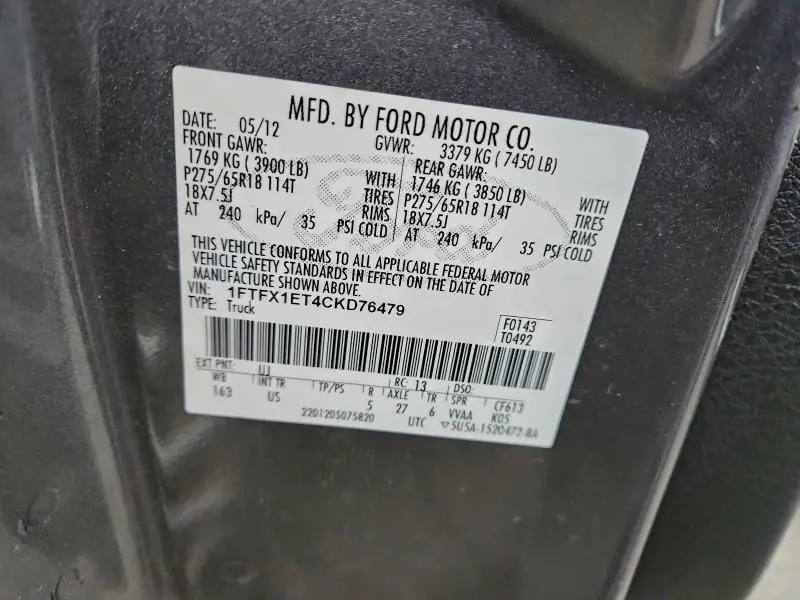 MFD. BY FORD MOTOR CO.
DATE: 05/12 GVWR: 3379 KG ( 7450 LB)
FRONT GAWR: REAR GAWR:
1769 KG ( 3900 LB) WITH 1746 KG ( 3850 LB) WITH
P275/65R18 114T TIRES P275/65R18 114T TIRES
18X7.5J RIMS 18X7.5J RIMS
AT 240 kPa/ 35 PSI COLD AT 240 kPa/ 35 PSI COLD
THIS VEHICLE CONFORMS TO ALL APPLICABLE FEDERAL MOTOR
VEHICLE SAFETY STANDARDS IN EFFECT ON THE DATE OF
MANUFACTURE SHOWN ABOVE.
VIN: 1FTFX1ET4CKD76479
TYPE: Truck
F0143
T0492
EXT PNT: UJ RC: 13 DSO:
WB INT TR TP/PS R AXLE TR SPR CF613
163 US 5 27 6 VVAA K05
2201205075820 UTC ▽5U5A-1520472-BA